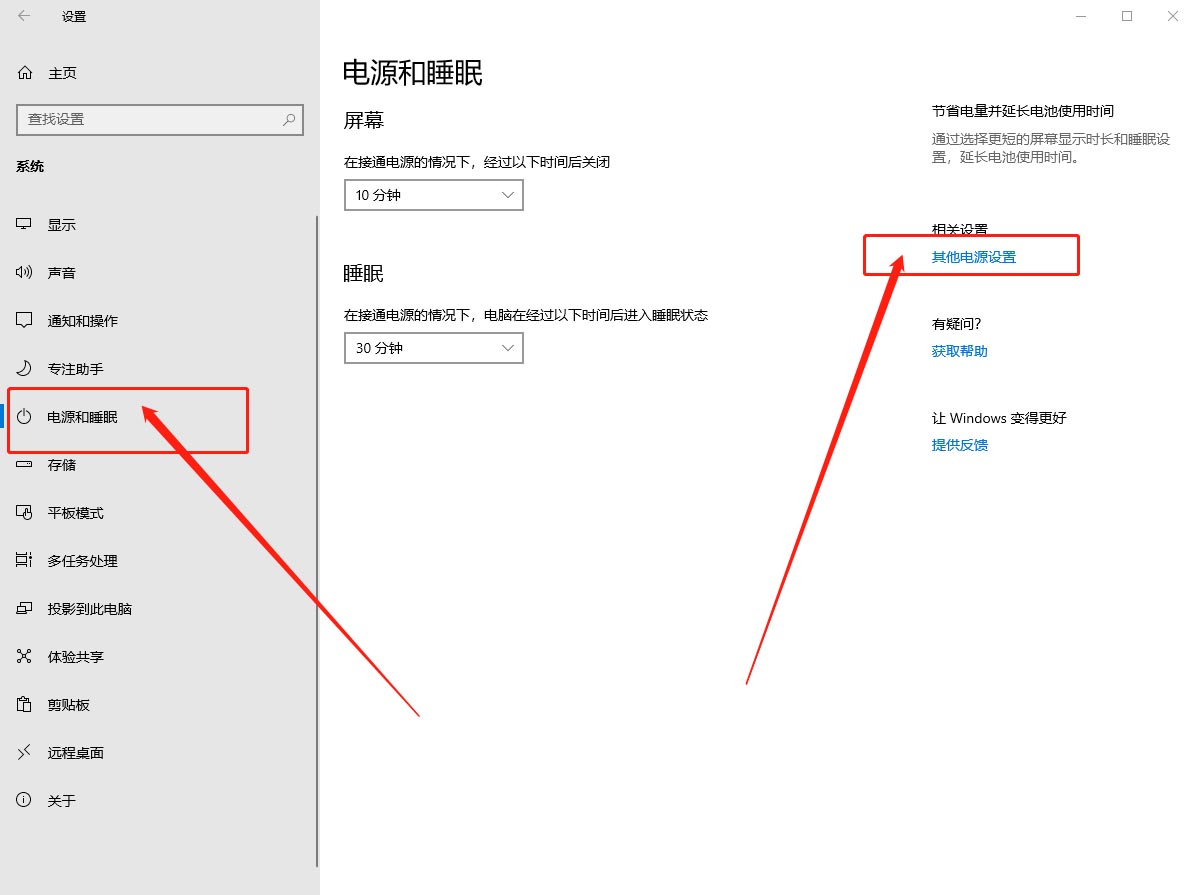 设置
主页
查找设置
系统
显示
声音
通知和操作
专注助手
电源和睡眠
存储
平板模式
多任务处理
投影到此电脑
体验共享
剪贴板
远程桌面
关于
电源和睡眠
屏幕
在接通电源的情况下，经过以下时间后关闭
10 分钟
睡眠
在接通电源的情况下，电脑在经过以下时间后进入睡眠状态
30 分钟
节省电量并延长电池使用时间
通过选择更短的屏幕显示时长和睡眠设
置，延长电池使用时间。
相关设置
其他电源设置
有疑问?
获取帮助
让 Windows 变得更好
提供反馈